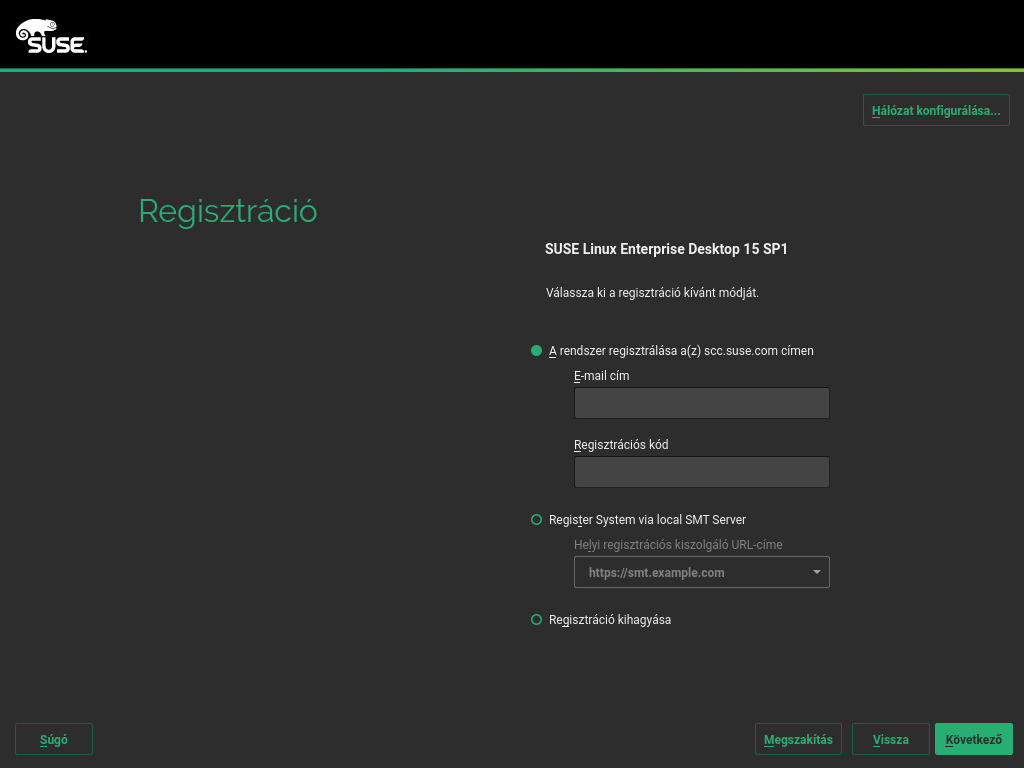 SUSE.
Hálózat konfigurálása...
Regisztráció
SUSE Linux Enterprise Desktop 15 SP1
Válassza ki a regisztráció kívánt módját.
A rendszer regisztrálása a(z) scc.suse.com címen
E-mail cím
Regisztrációs kód
Register System via local SMT Server
Helyi regisztrációs kiszolgáló URL-címe
https://smt.example.com
Regisztráció kihagyása
Súgó
Megszakítás
Vissza
Következő